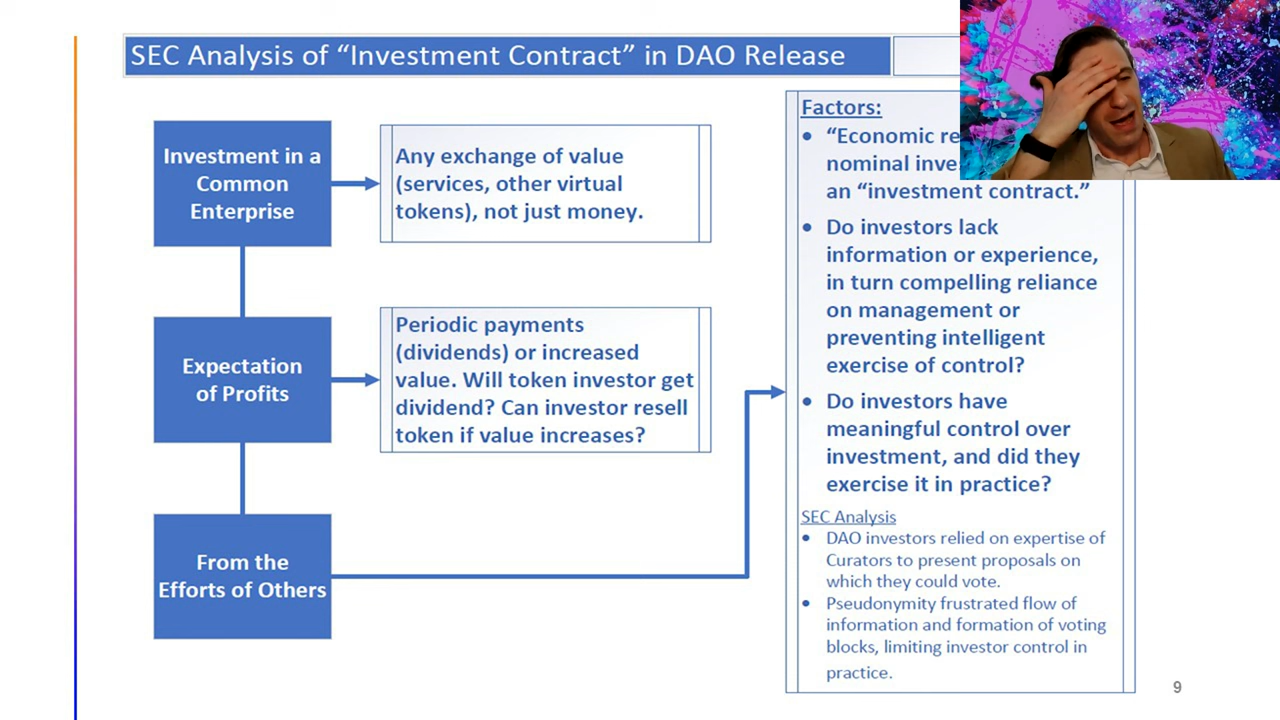 SEC Analysis of “Investment Contract” in DAO Release
Investment in a
Common
Enterprise
Any exchange of value
(services, other virtual
tokens), not just money.
Expectation
of Profits
Periodic payments
(dividends) or increased
value. Will token investor get
dividend? Can investor resell
token if value increases?
From the
Efforts of Others
Factors:
• “Economic
nominal
an “investment contract.”
• Do investors lack
information or experience,
in turn compelling reliance
on management or
preventing intelligent
exercise of control?
• Do investors have
meaningful control over
investment, and did they
exercise it in practice?
SEC Analysis
• DAO investors relied on expertise of
Curators to present proposals on
which they could vote.
• Pseudonymity frustrated flow of
information and formation of voting
blocks, limiting investor control in
practice.
9